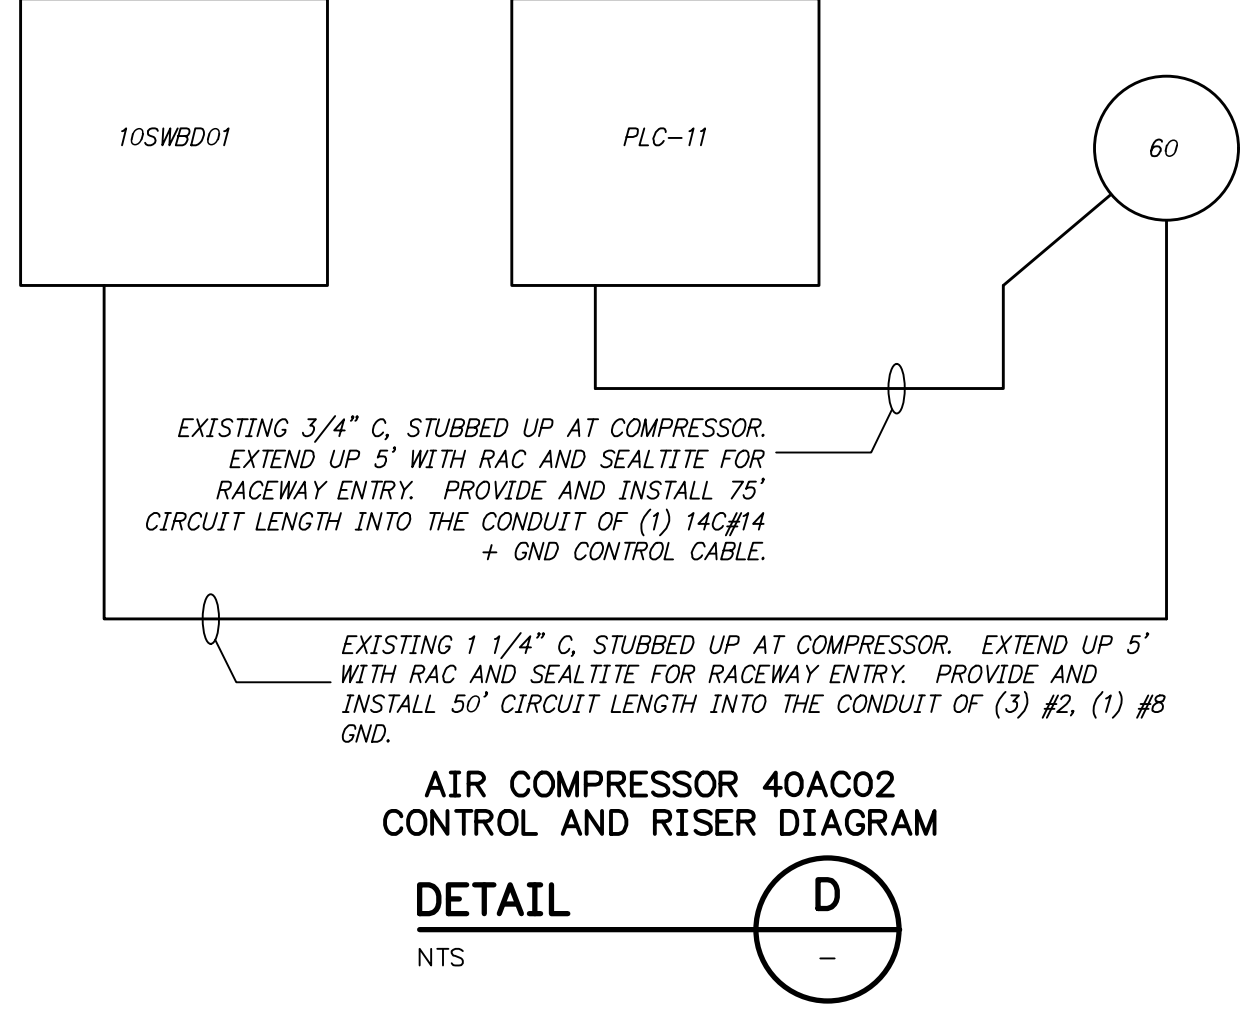 10SWBD01
PLC-11
60
EXISTING 3/4" C, STUBBED UP AT COMPRESSOR.
EXTEND UP 5' WITH RAC AND SEALTITE FOR
RACEWAY ENTRY. PROVIDE AND INSTALL 75'
CIRCUIT LENGTH INTO THE CONDUIT OF (1) 14C#14
+ GND CONTROL CABLE.
EXISTING 1 1/4" C, STUBBED UP AT COMPRESSOR. EXTEND UP 5'
WITH RAC AND SEALTITE FOR RACEWAY ENTRY. PROVIDE AND
INSTALL 50' CIRCUIT LENGTH INTO THE CONDUIT OF (3) #2, (1) #8
GND.
AIR COMPRESSOR 40AC02
CONTROL AND RISER DIAGRAM
DETAIL
D
NTS
-